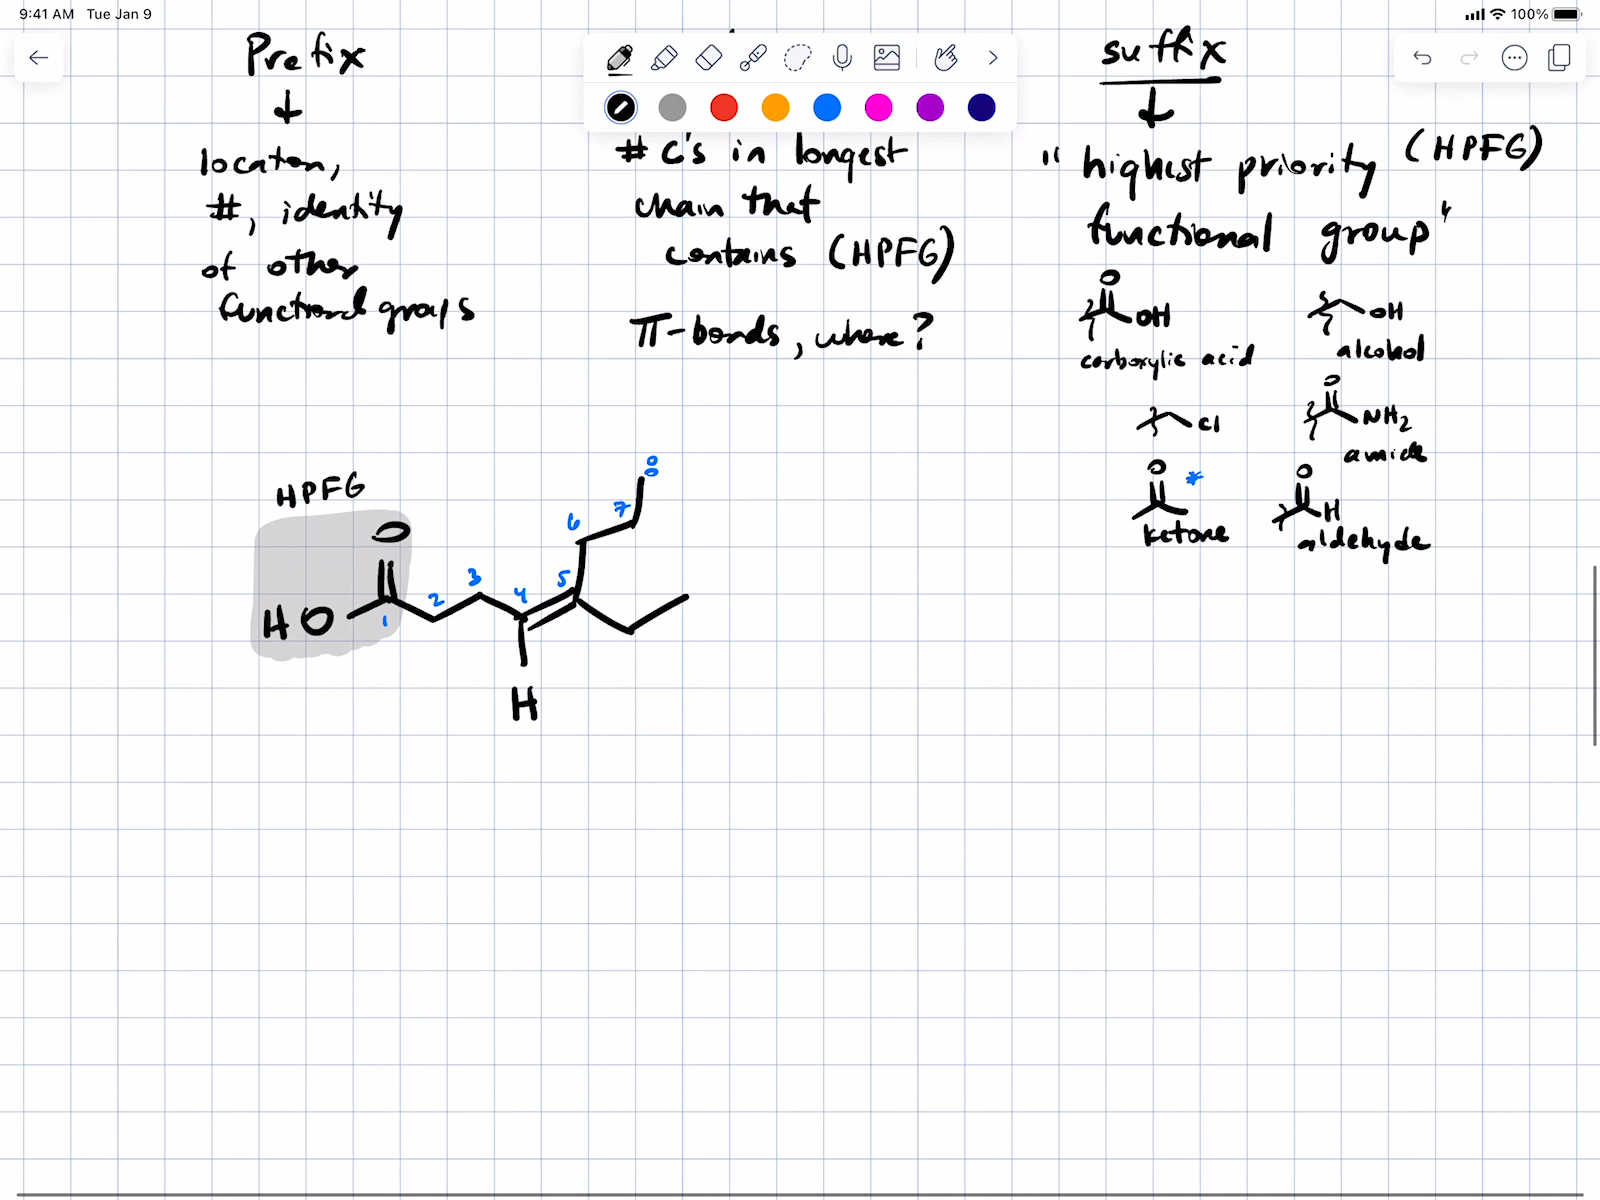 9:41 AM Tue Jan 9
100%
Prefix
location,
#, identity
of other
functional groups
# C's in longest
chain that
contains (HPFG)
π-bonds, where?
suffix
"highest priority (HPFG)
functional group"
O
OH
carboxylic acid
OH
alcohol
Cl
O
NH2
amide
O
*
ketone
O
H
aldehyde
HPFG
O
HO
1
2
3
4
5
6
7
8
H